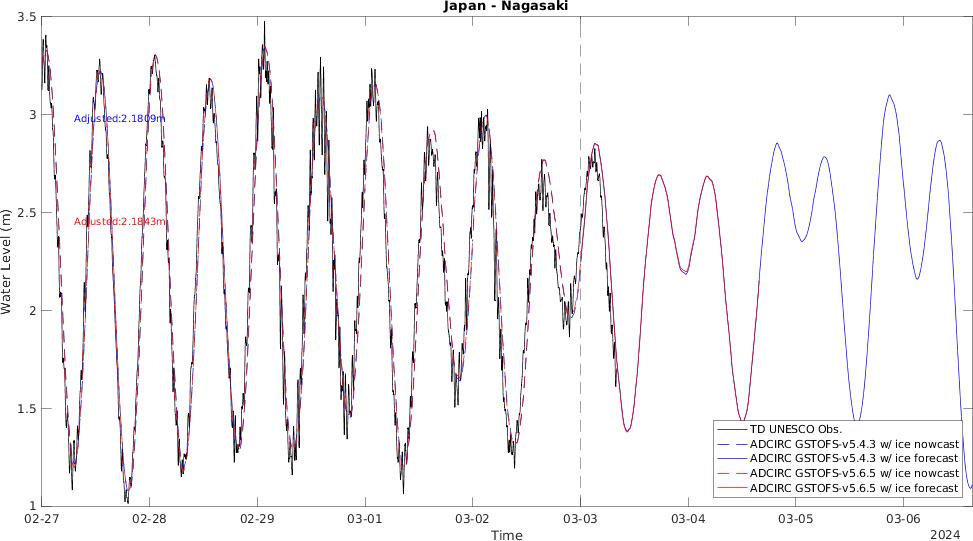 Japan - Nagasaki
3.5
3
2.5
2
1.5
1
Water Level (m)
Adjusted:2.1809m
Adjusted:2.1843m
TD UNESCO Obs.
ADCIRC GSTOFS-v5.4.3 w/ ice nowcast
ADCIRC GSTOFS-v5.4.3 w/ ice forecast
ADCIRC GSTOFS-v5.6.5 w/ ice nowcast
ADCIRC GSTOFS-v5.6.5 w/ ice forecast
02-27 02-28 02-29 03-01 03-02 03-03 03-04 03-05 03-06
Time
2024